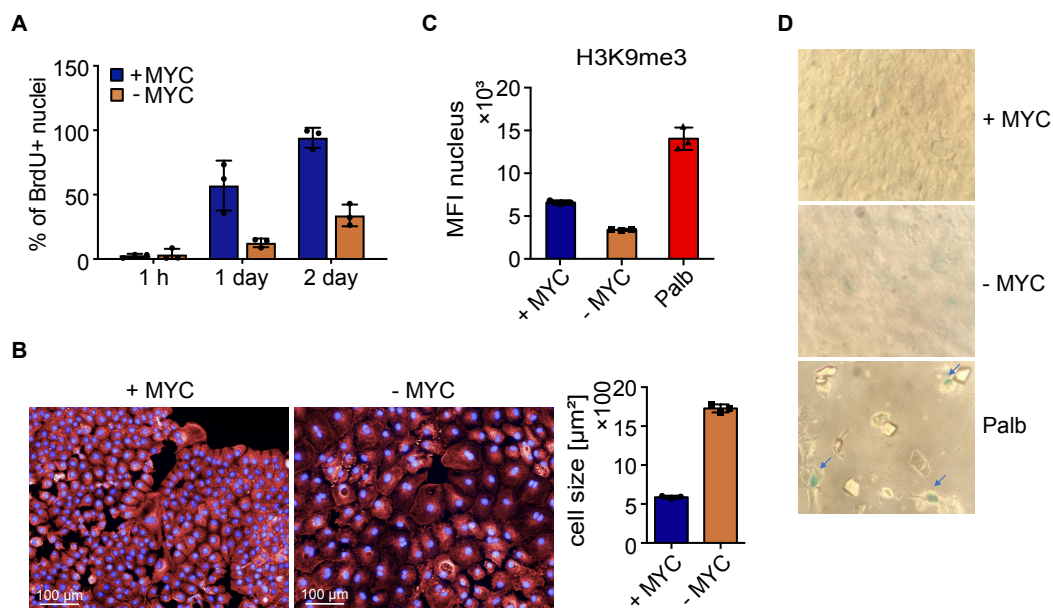 A
% of BrdU+ nuclei
150
100
50
0
+MYC
- MYC
1 h
1 day
2 day
C
H3K9me3
MFI nucleus
×10³
20
15
10
5
0
+ MYC
- MYC
Palb
D
+ MYC
- MYC
Palb
B
+ MYC
- MYC
100 µm
100 µm
cell size [µm²]
×100
20
15
10
5
0
+ MYC
- MYC